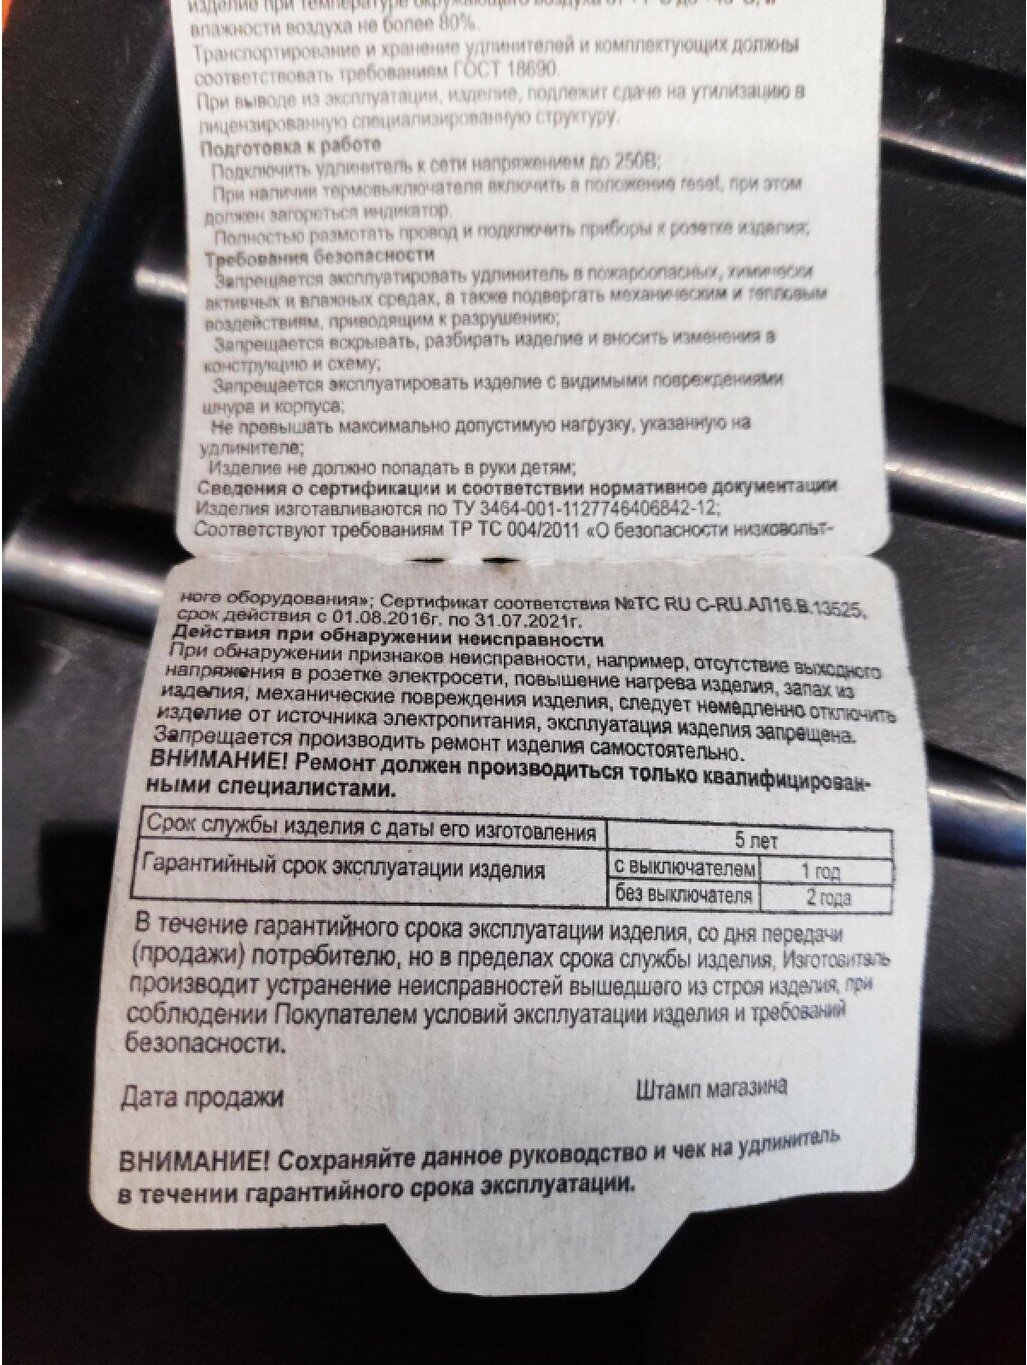 изделие при температуре окружающего воздуха от
влажности воздуха не более 80%.
Транспортирование и хранение удлинителей и комплектующих должны
соответствовать требованиям ГОСТ 18690.
При выводе из эксплуатации, изделие, подлежит сдаче на утилизацию в
лицензированную специализированную структуру.
Подготовка к работе
Подключить удлинитель к сети напряжением до 250В;
При наличии термовыключателя включить в положение reset, при этом
должен загореться индикатор.
Полностью размотать провод и подключить приборы к розетке изделия;
Требования безопасности
Запрещается эксплуатировать удлинитель в пожароопасных, химически
активных и влажных средах, а также подвергать механическим и тепловым
воздействиям, приводящим к разрушению;
Запрещается вскрывать, разбирать изделие и вносить изменения в
конструкцию и схему;
Запрещается эксплуатировать изделие с видимыми повреждениями
шнура и корпуса;
Не превышать максимально допустимую нагрузку, указанную на
удлинителе;
Изделие не должно попадать в руки детям;
Сведения о сертификации и соответствии нормативное документации
Изделия изготавливаются по ТУ 3464-001-1127746406842-12;
Соответствуют требованиям ТР ТС 004/2011 «О безопасности низковольт-
ного оборудования»; Сертификат соответствия №ТС RU C-RU.АЛ16.В.13525,
срок действия с 01.08.2016г. по 31.07.2021г.
Действия при обнаружении неисправности
При обнаружении признаков неисправности, например, отсутствие выходного
напряжения в розетке электросети, повышение нагрева изделия, запах из
изделия, механические повреждения изделия, следует немедленно отключить
изделие от источника электропитания, эксплуатация изделия запрещена.
Запрещается производить ремонт изделия самостоятельно.
ВНИМАНИЕ! Ремонт должен производиться только квалифицирован-
ными специалистами.
Срок службы изделия с даты его изготовления 5 лет
Гарантийный срок эксплуатации изделия с выключателем 1 год
без выключателя 2 года
В течение гарантийного срока эксплуатации изделия, со дня передачи
(продажи) потребителю, но в пределах срока службы изделия, Изготовитель
производит устранение неисправностей вышедшего из строя изделия, при
соблюдении Покупателем условий эксплуатации изделия и требований
безопасности.
Дата продажи Штамп магазина
ВНИМАНИЕ! Сохраняйте данное руководство и чек на удлинитель
в течении гарантийного срока эксплуатации.